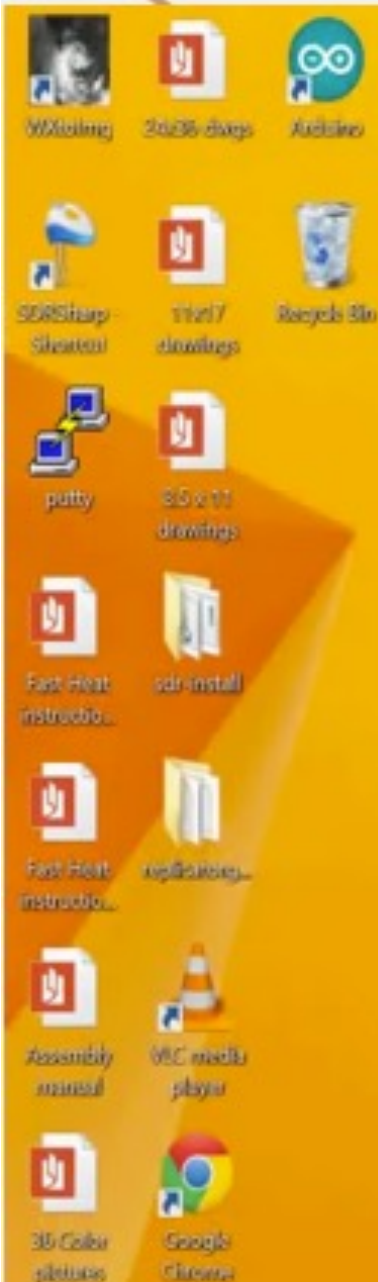 WXtoImg
24x36 dwgs
Arduino
SDRSharp -
Shortcut
11x17
drawings
Recycle Bin
putty
8.5 x 11
drawings
Fast Heat
instructio...
sdr-install
Fast Heat
instructio...
replicatorg...
Assembly
manual
VLC media
player
3D Color
pictures
Google
Chrome